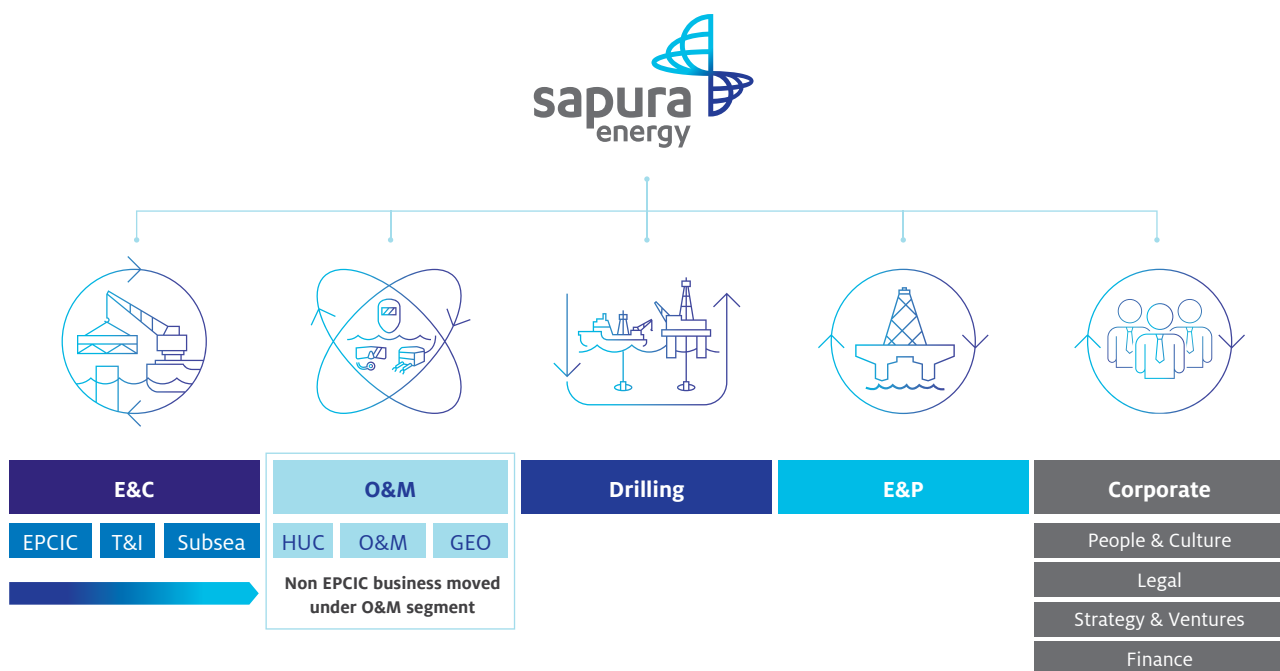 sapura
energy
E&C
O&M
Drilling
E&P
Corporate
EPCIC
T&I
Subsea
HUC
O&M
GEO
Non EPCIC business moved
under O&M segment
People & Culture
Legal
Strategy & Ventures
Finance